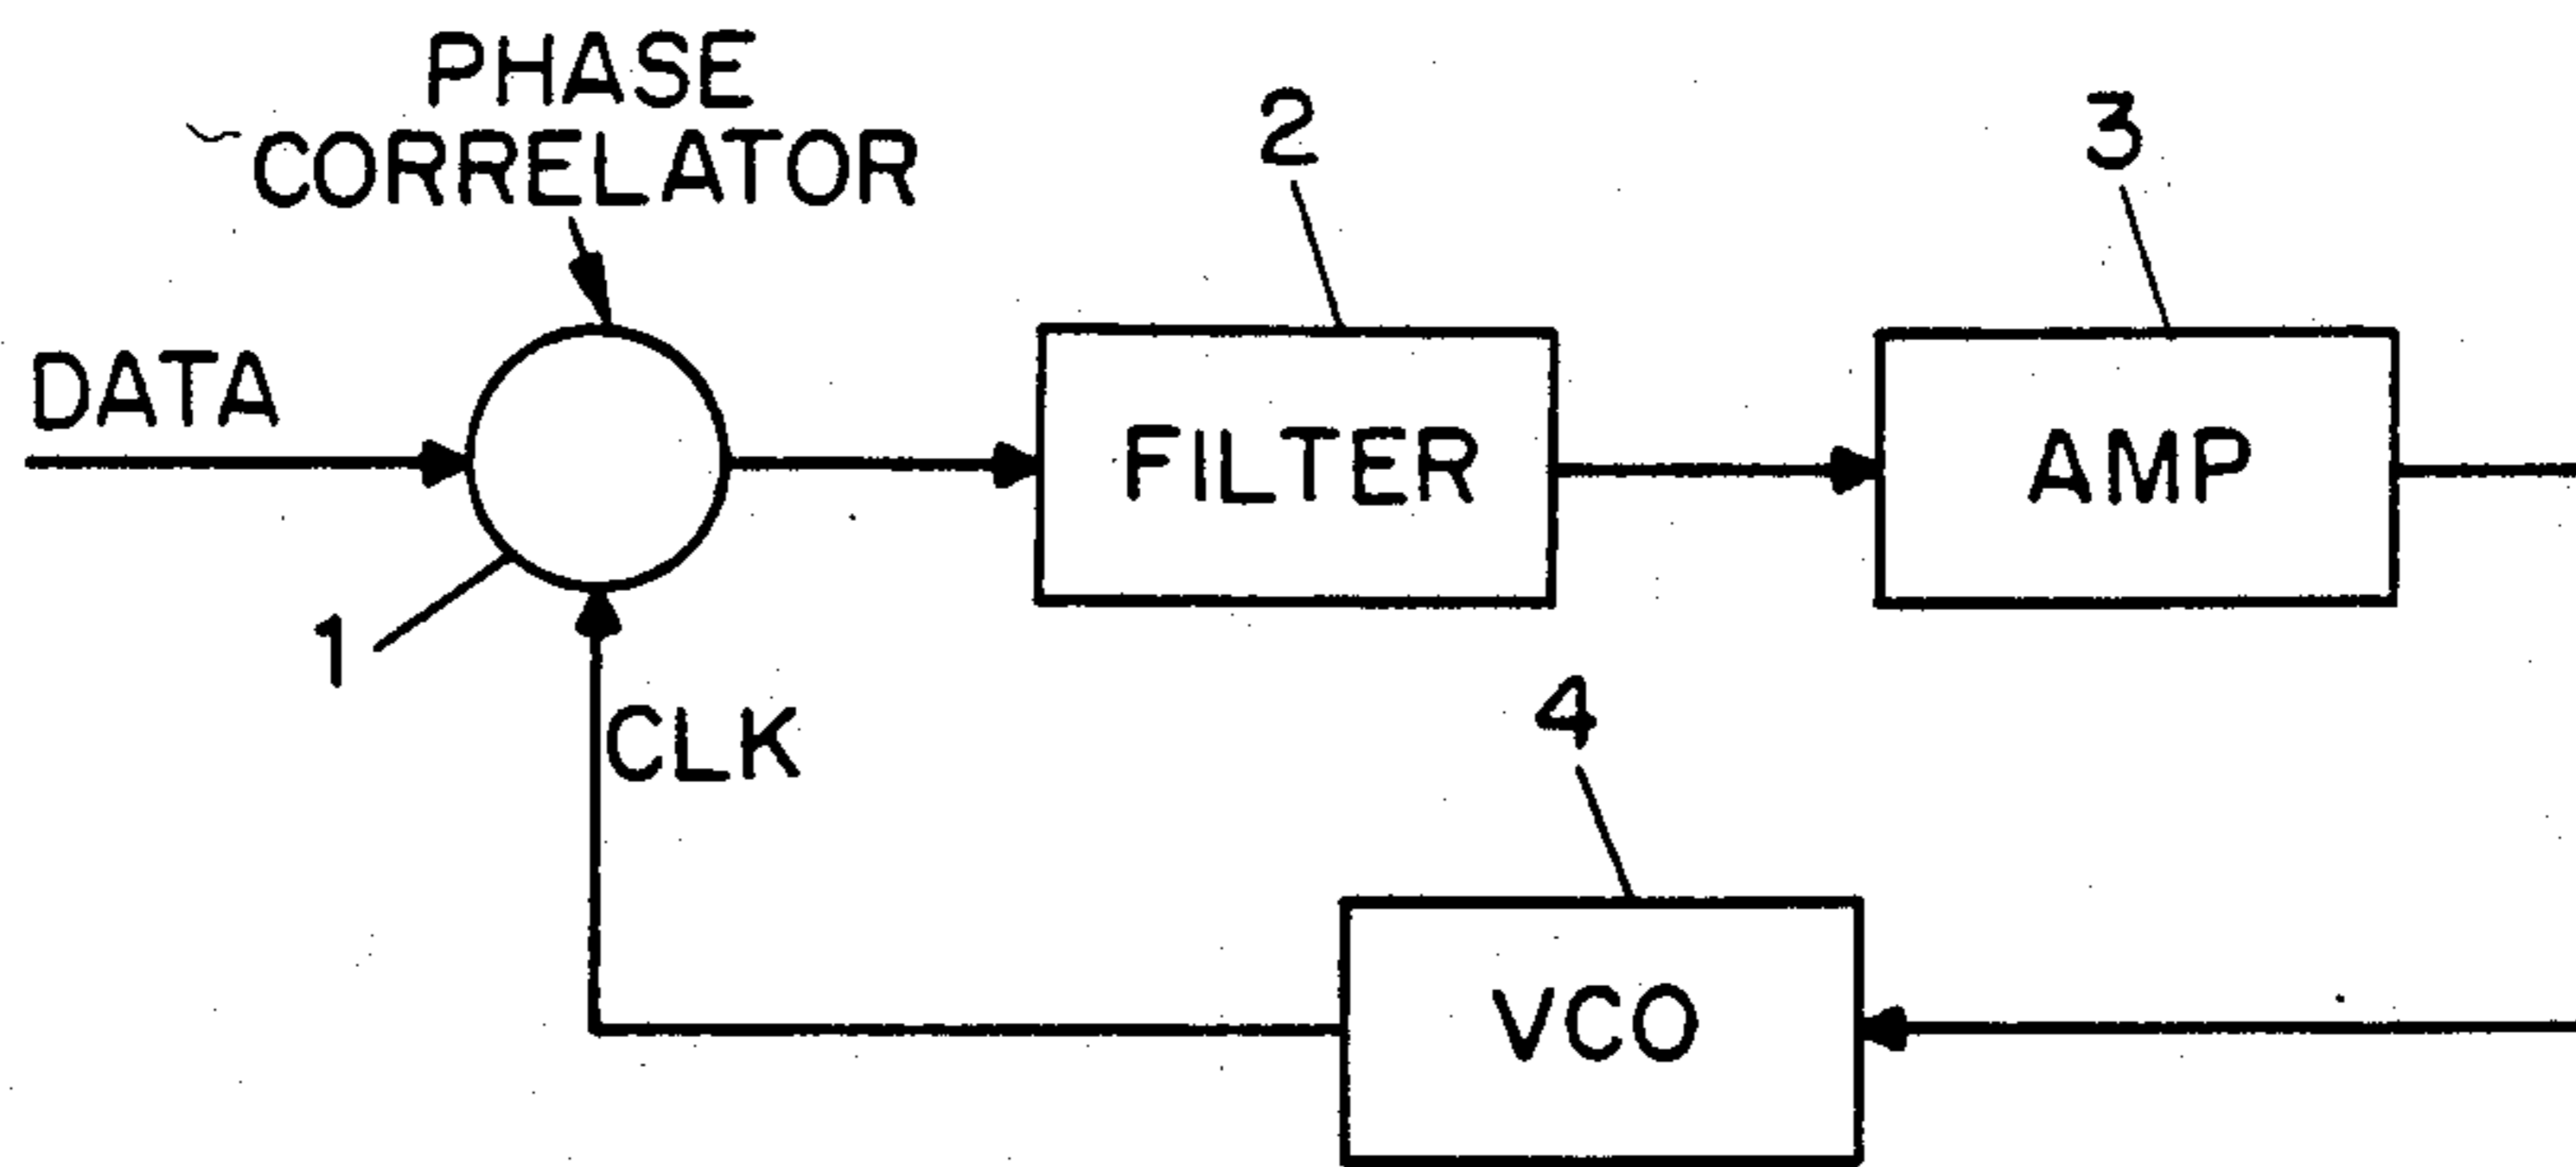 PHASE
CORRELATOR
2
3
DATA
FILTER
AMP
1
CLK
4
VCO